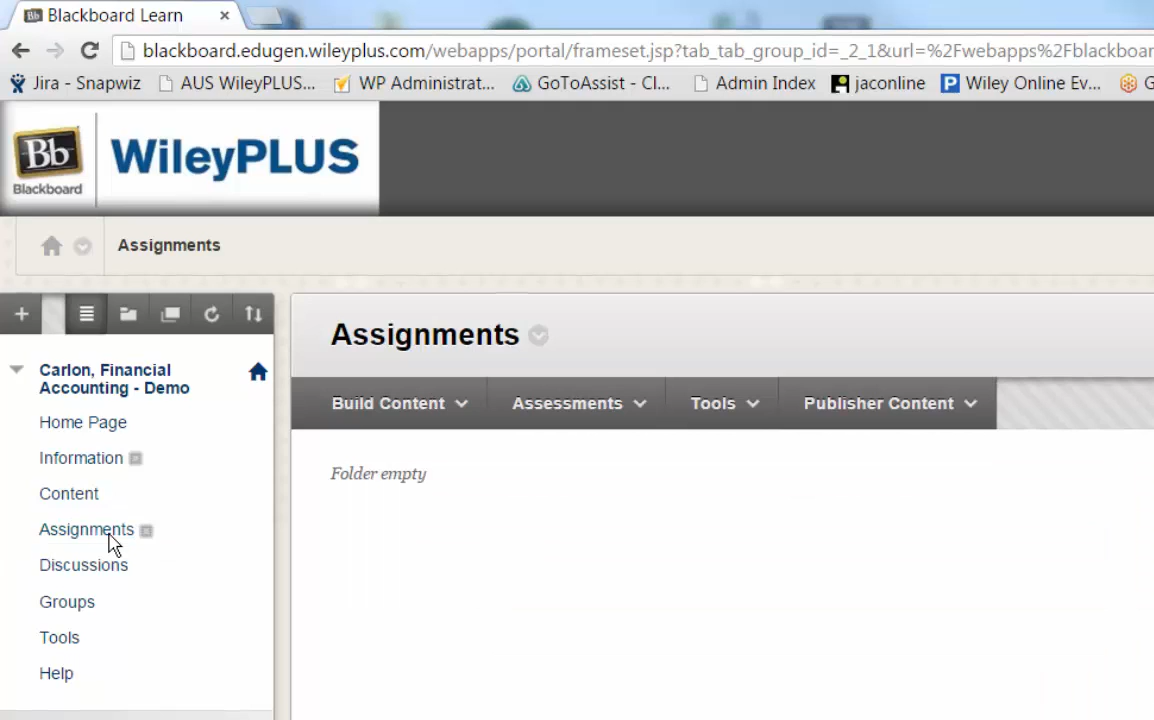 Blackboard Learn
blackboard.edugen.wileyplus.com/webapps/portal/frameset.jsp?tab_tab_group_id=_2_1&url=%2Fwebapps%2Fblackboar
Jira - Snapwiz AUS WileyPLUS... WP Administrat... GoToAssist - Cl... Admin Index jaconline Wiley Online Ev... G
Bb WileyPLUS
Blackboard
Assignments
Carlon, Financial
Accounting - Demo
Home Page
Information
Content
Assignments
Discussions
Groups
Tools
Help
Assignments
Build Content Assessments Tools Publisher Content
Folder empty